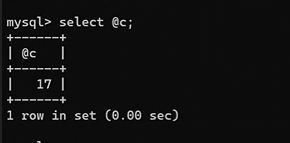 mysql> select @c;
+------+
| @c   |
+------+
|   17 |
+------+
1 row in set (0.00 sec)